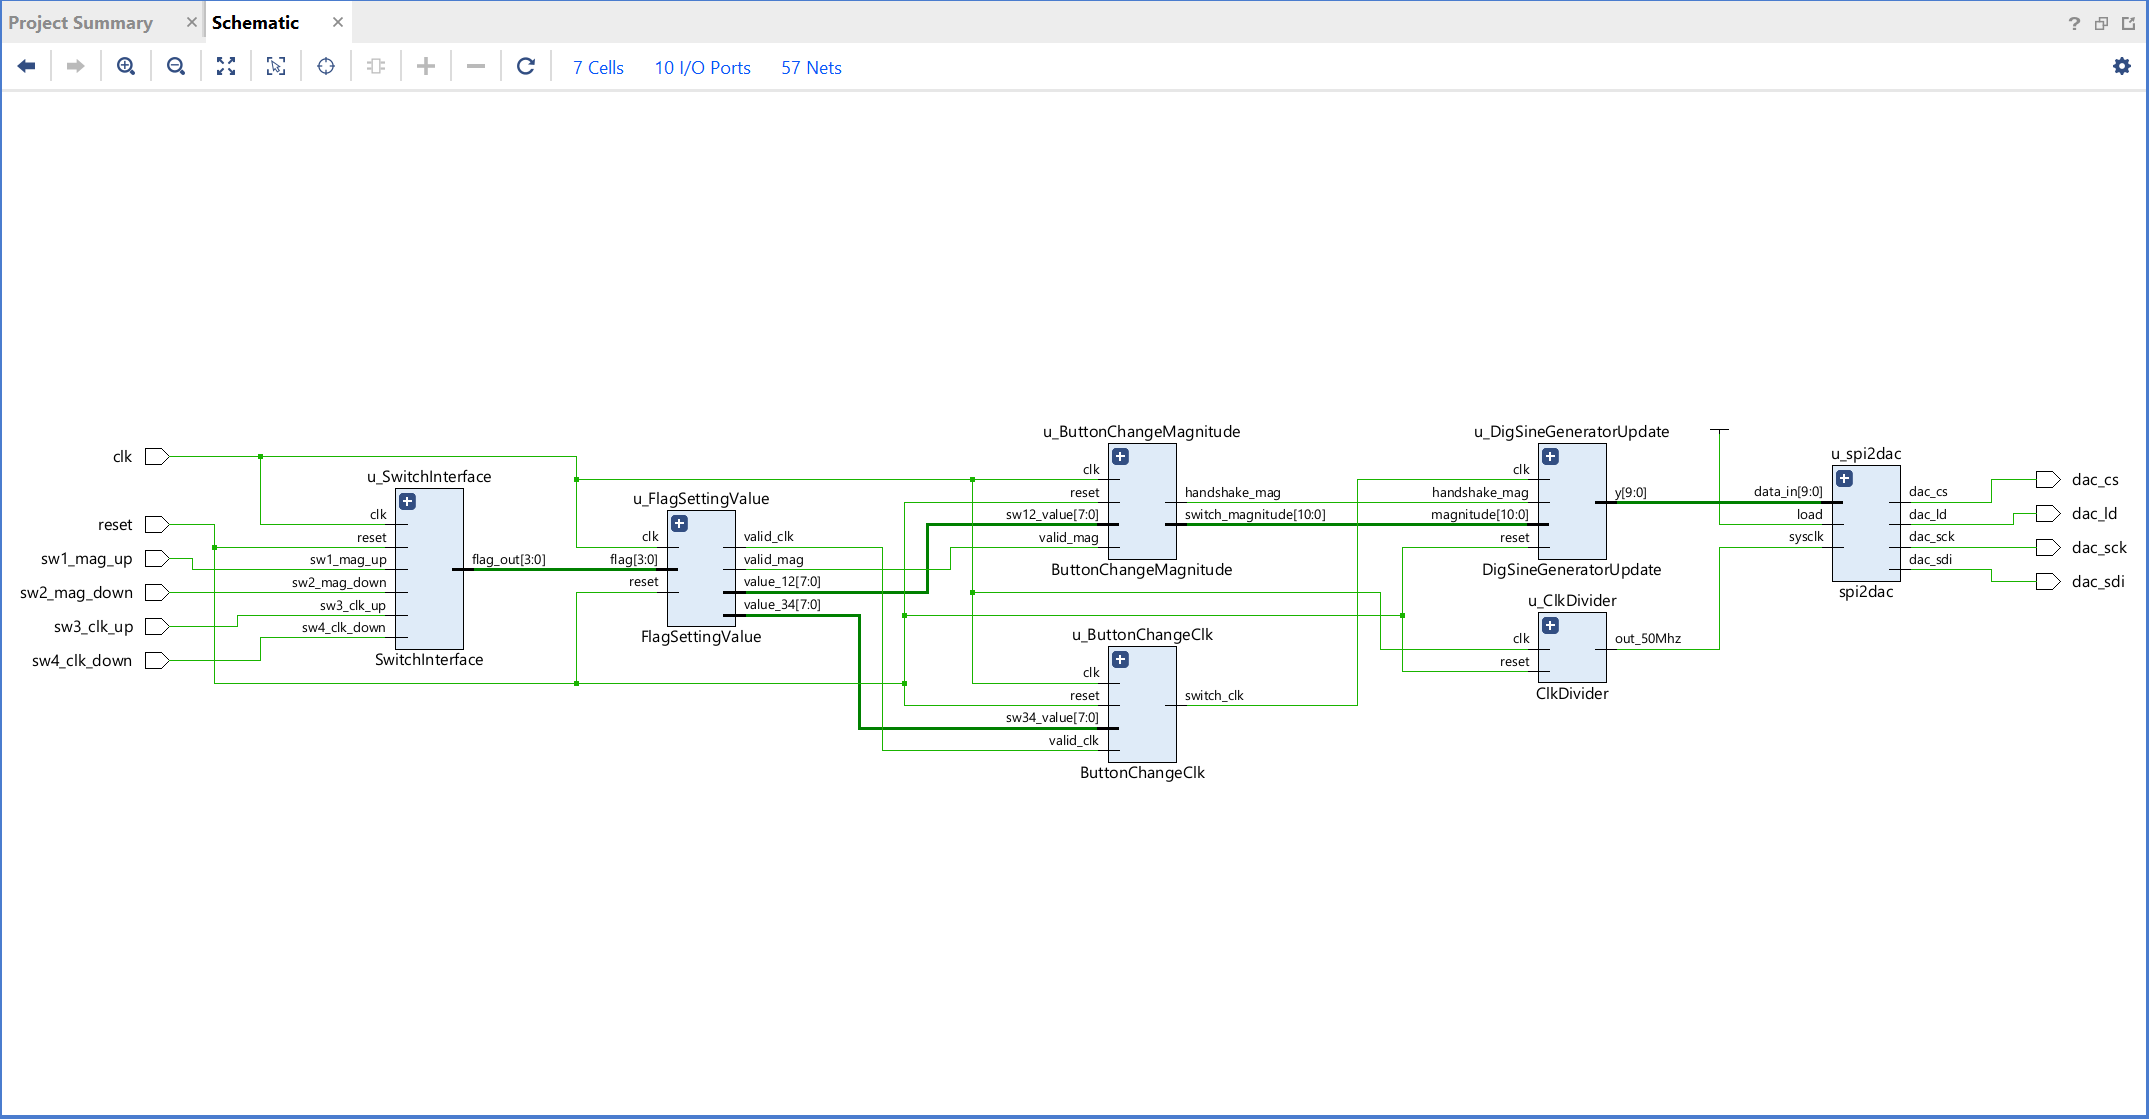 Project Summary
Schematic
7 Cells 10 I/O Ports 57 Nets
clk
reset
sw1_mag_up
sw2_mag_down
sw3_clk_up
sw4_clk_down
u_SwitchInterface
clk
reset
sw1_mag_up
sw2_mag_down
sw3_clk_up
sw4_clk_down
flag_out[3:0]
SwitchInterface
u_FlagSettingValue
clk
flag[3:0]
reset
valid_clk
valid_mag
value_12[7:0]
value_34[7:0]
FlagSettingValue
u_ButtonChangeMagnitude
clk
reset
sw12_value[7:0]
valid_mag
handshake_mag
switch_magnitude[10:0]
ButtonChangeMagnitude
u_ButtonChangeClk
clk
reset
sw34_value[7:0]
valid_clk
switch_clk
ButtonChangeClk
u_DigSineGeneratorUpdate
clk
handshake_mag
magnitude[10:0]
reset
y[9:0]
DigSineGeneratorUpdate
u_ClkDivider
clk
reset
out_50Mhz
ClkDivider
u_spi2dac
data_in[9:0]
load
sysclk
dac_cs
dac_ld
dac_sck
dac_sdi
spi2dac
dac_cs
dac_ld
dac_sck
dac_sdi